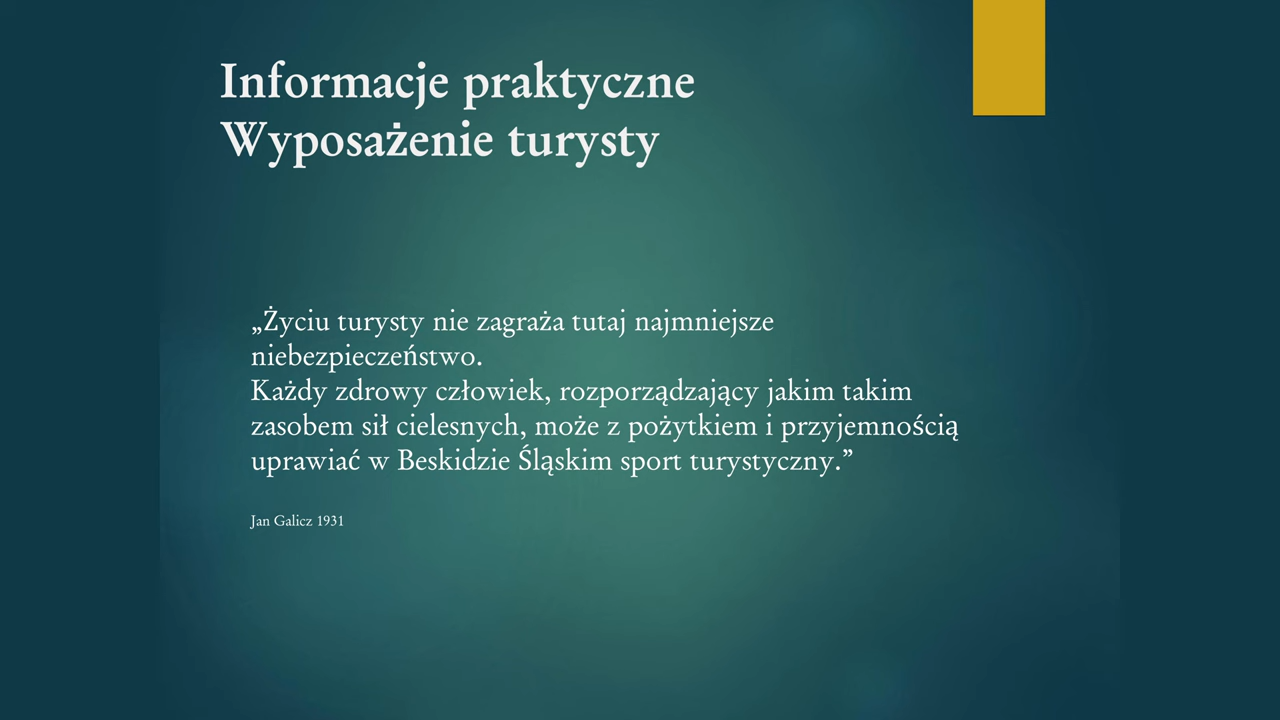 Informacje praktyczne
Wyposażenie turysty
„Życiu turysty nie zagraża tutaj najmniejsze
niebezpieczeństwo.
Każdy zdrowy człowiek, rozporządzający jakim takim
zasobem sił cielesnych, może z pożytkiem i przyjemnością
uprawiać w Beskidzie Śląskim sport turystyczny.”
Jan Galicz 1931